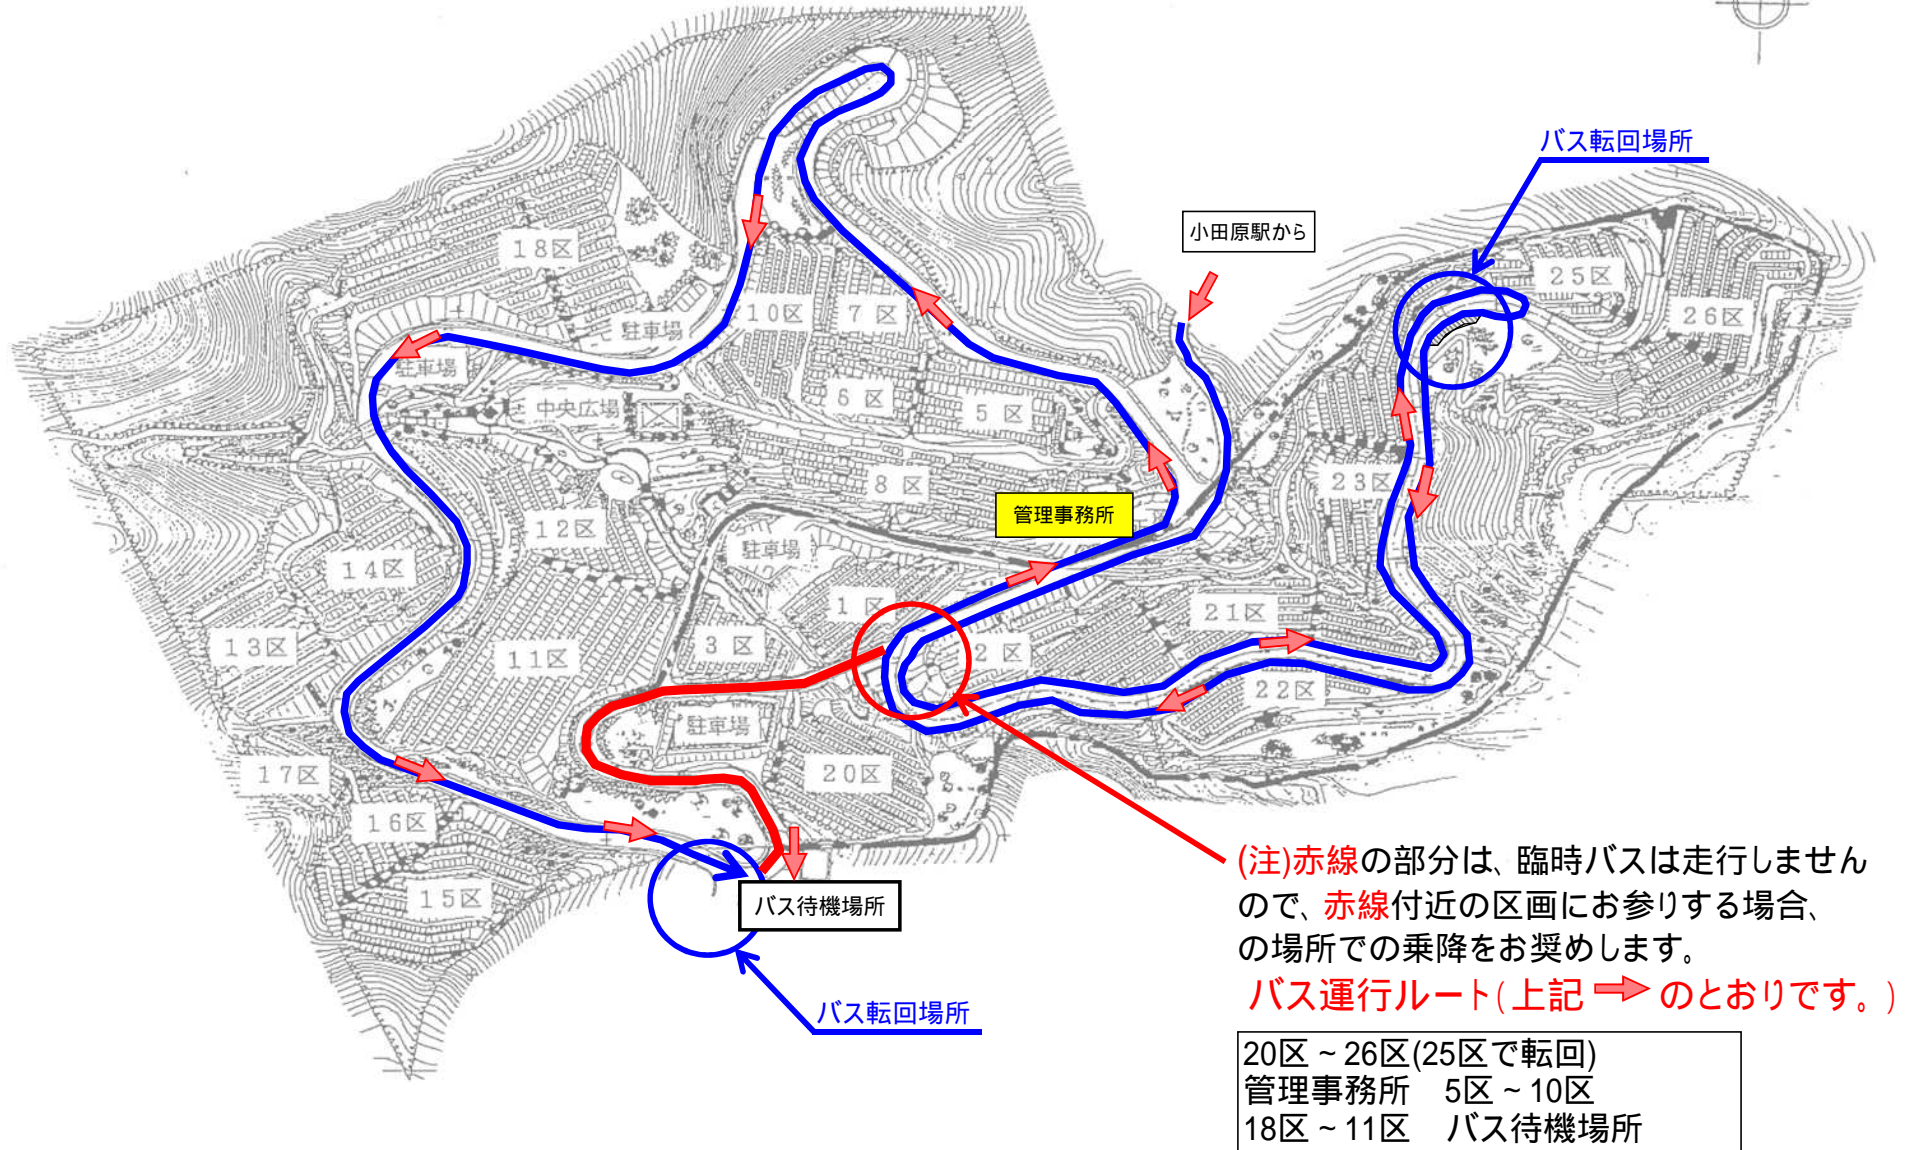 バス転回場所
小田原駅から
18区
25区
10区
7区
26区
駐車場
駐車場
中央広場
6区
5区
8区
23区
管理事務所
12区
駐車場
14区
1区
21区
13区
11区
3区
2区
22区
駐車場
17区
20区
16区
15区
バス待機場所
バス転回場所
(注)赤線の部分は、臨時バスは走行しません
ので、赤線付近の区画にお参りする場合、
の場所での乗降をお奨めします。
バス運行ルート(上記 ➡ のとおりです。)
20区~26区(25区で転回)
管理事務所　5区~10区
18区~11区　バス待機場所